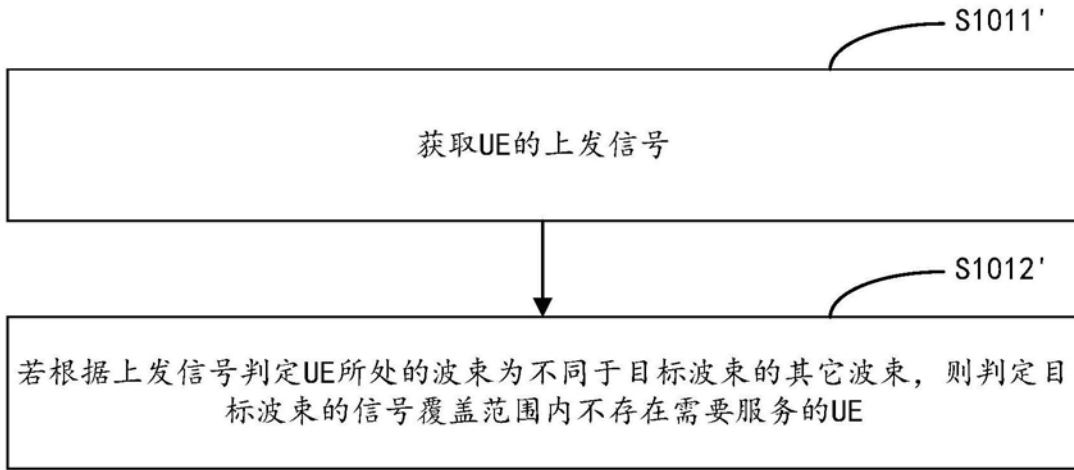 S1011'
获取UE的上发信号
S1012'
若根据上发信号判定UE所处的波束为不同于目标波束的其它波束，则判定目
标波束的信号覆盖范围内不存在需要服务的UE